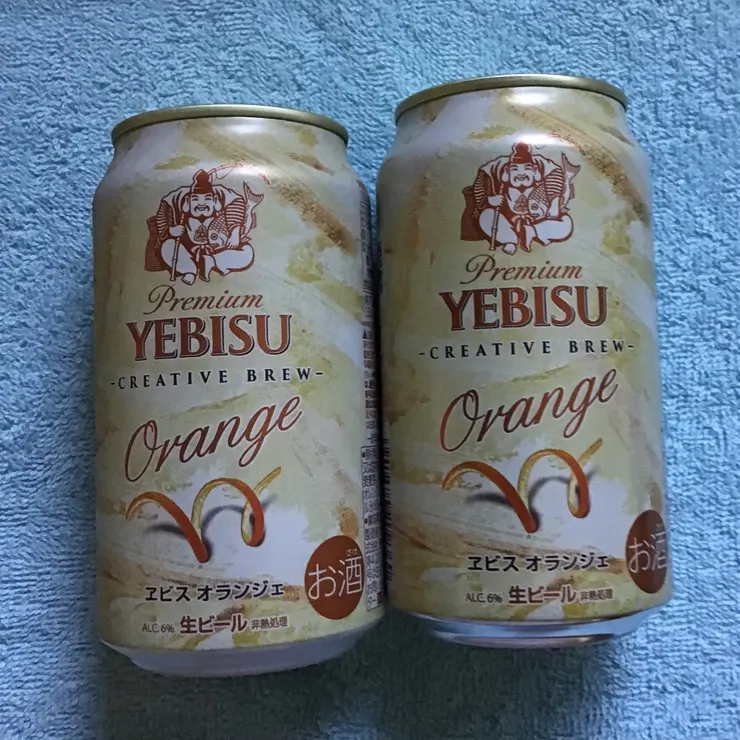 Premium
YEBISU
-CREATIVE BREW-
Orange
ヱビス オランジェ
ALC.6% 生ビール 非熱処理
さけ
お酒
Premium
YEBISU
-CREATIVE BREW-
Orange
ヱビス オランジェ
ALC.6% 生ビール 非熱処理
お酒